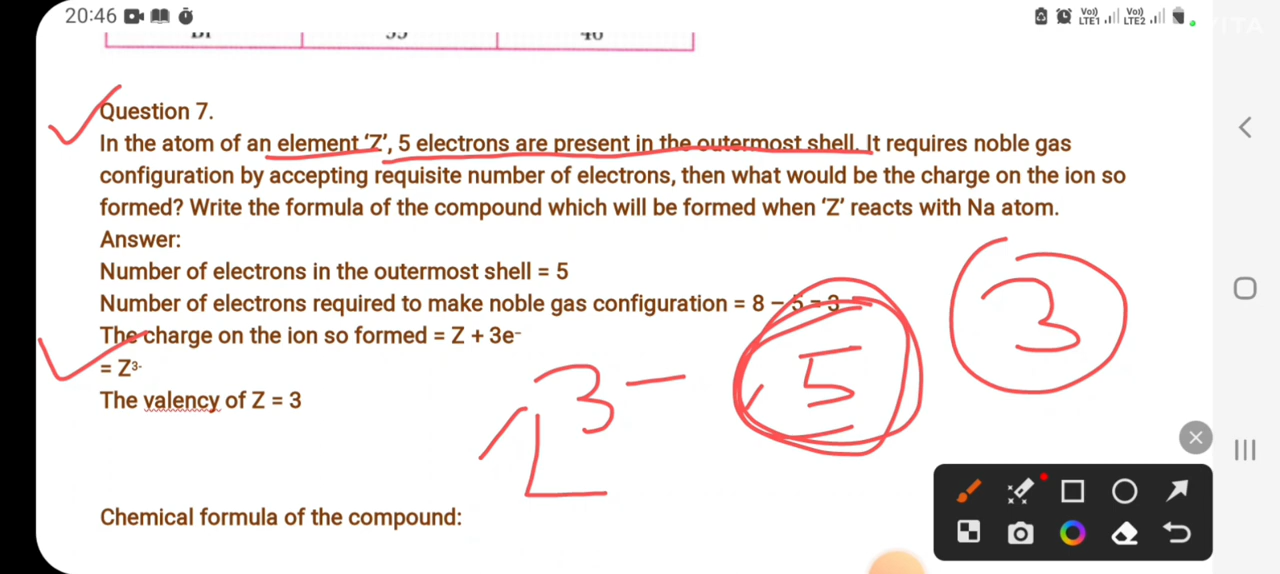 20:46 Vo) LTE1 Vo) LTE2
Question 7.
In the atom of an element ‘Z’, 5 electrons are present in the outermost shell. It requires noble gas
configuration by accepting requisite number of electrons, then what would be the charge on the ion so
formed? Write the formula of the compound which will be formed when ‘Z’ reacts with Na atom.
Answer:
Number of electrons in the outermost shell = 5
Number of electrons required to make noble gas configuration = 8 – 5 = 3
The charge on the ion so formed = Z + 3e⁻
= Z³⁻
The valency of Z = 3
Z³⁻ 5 3
Chemical formula of the compound: